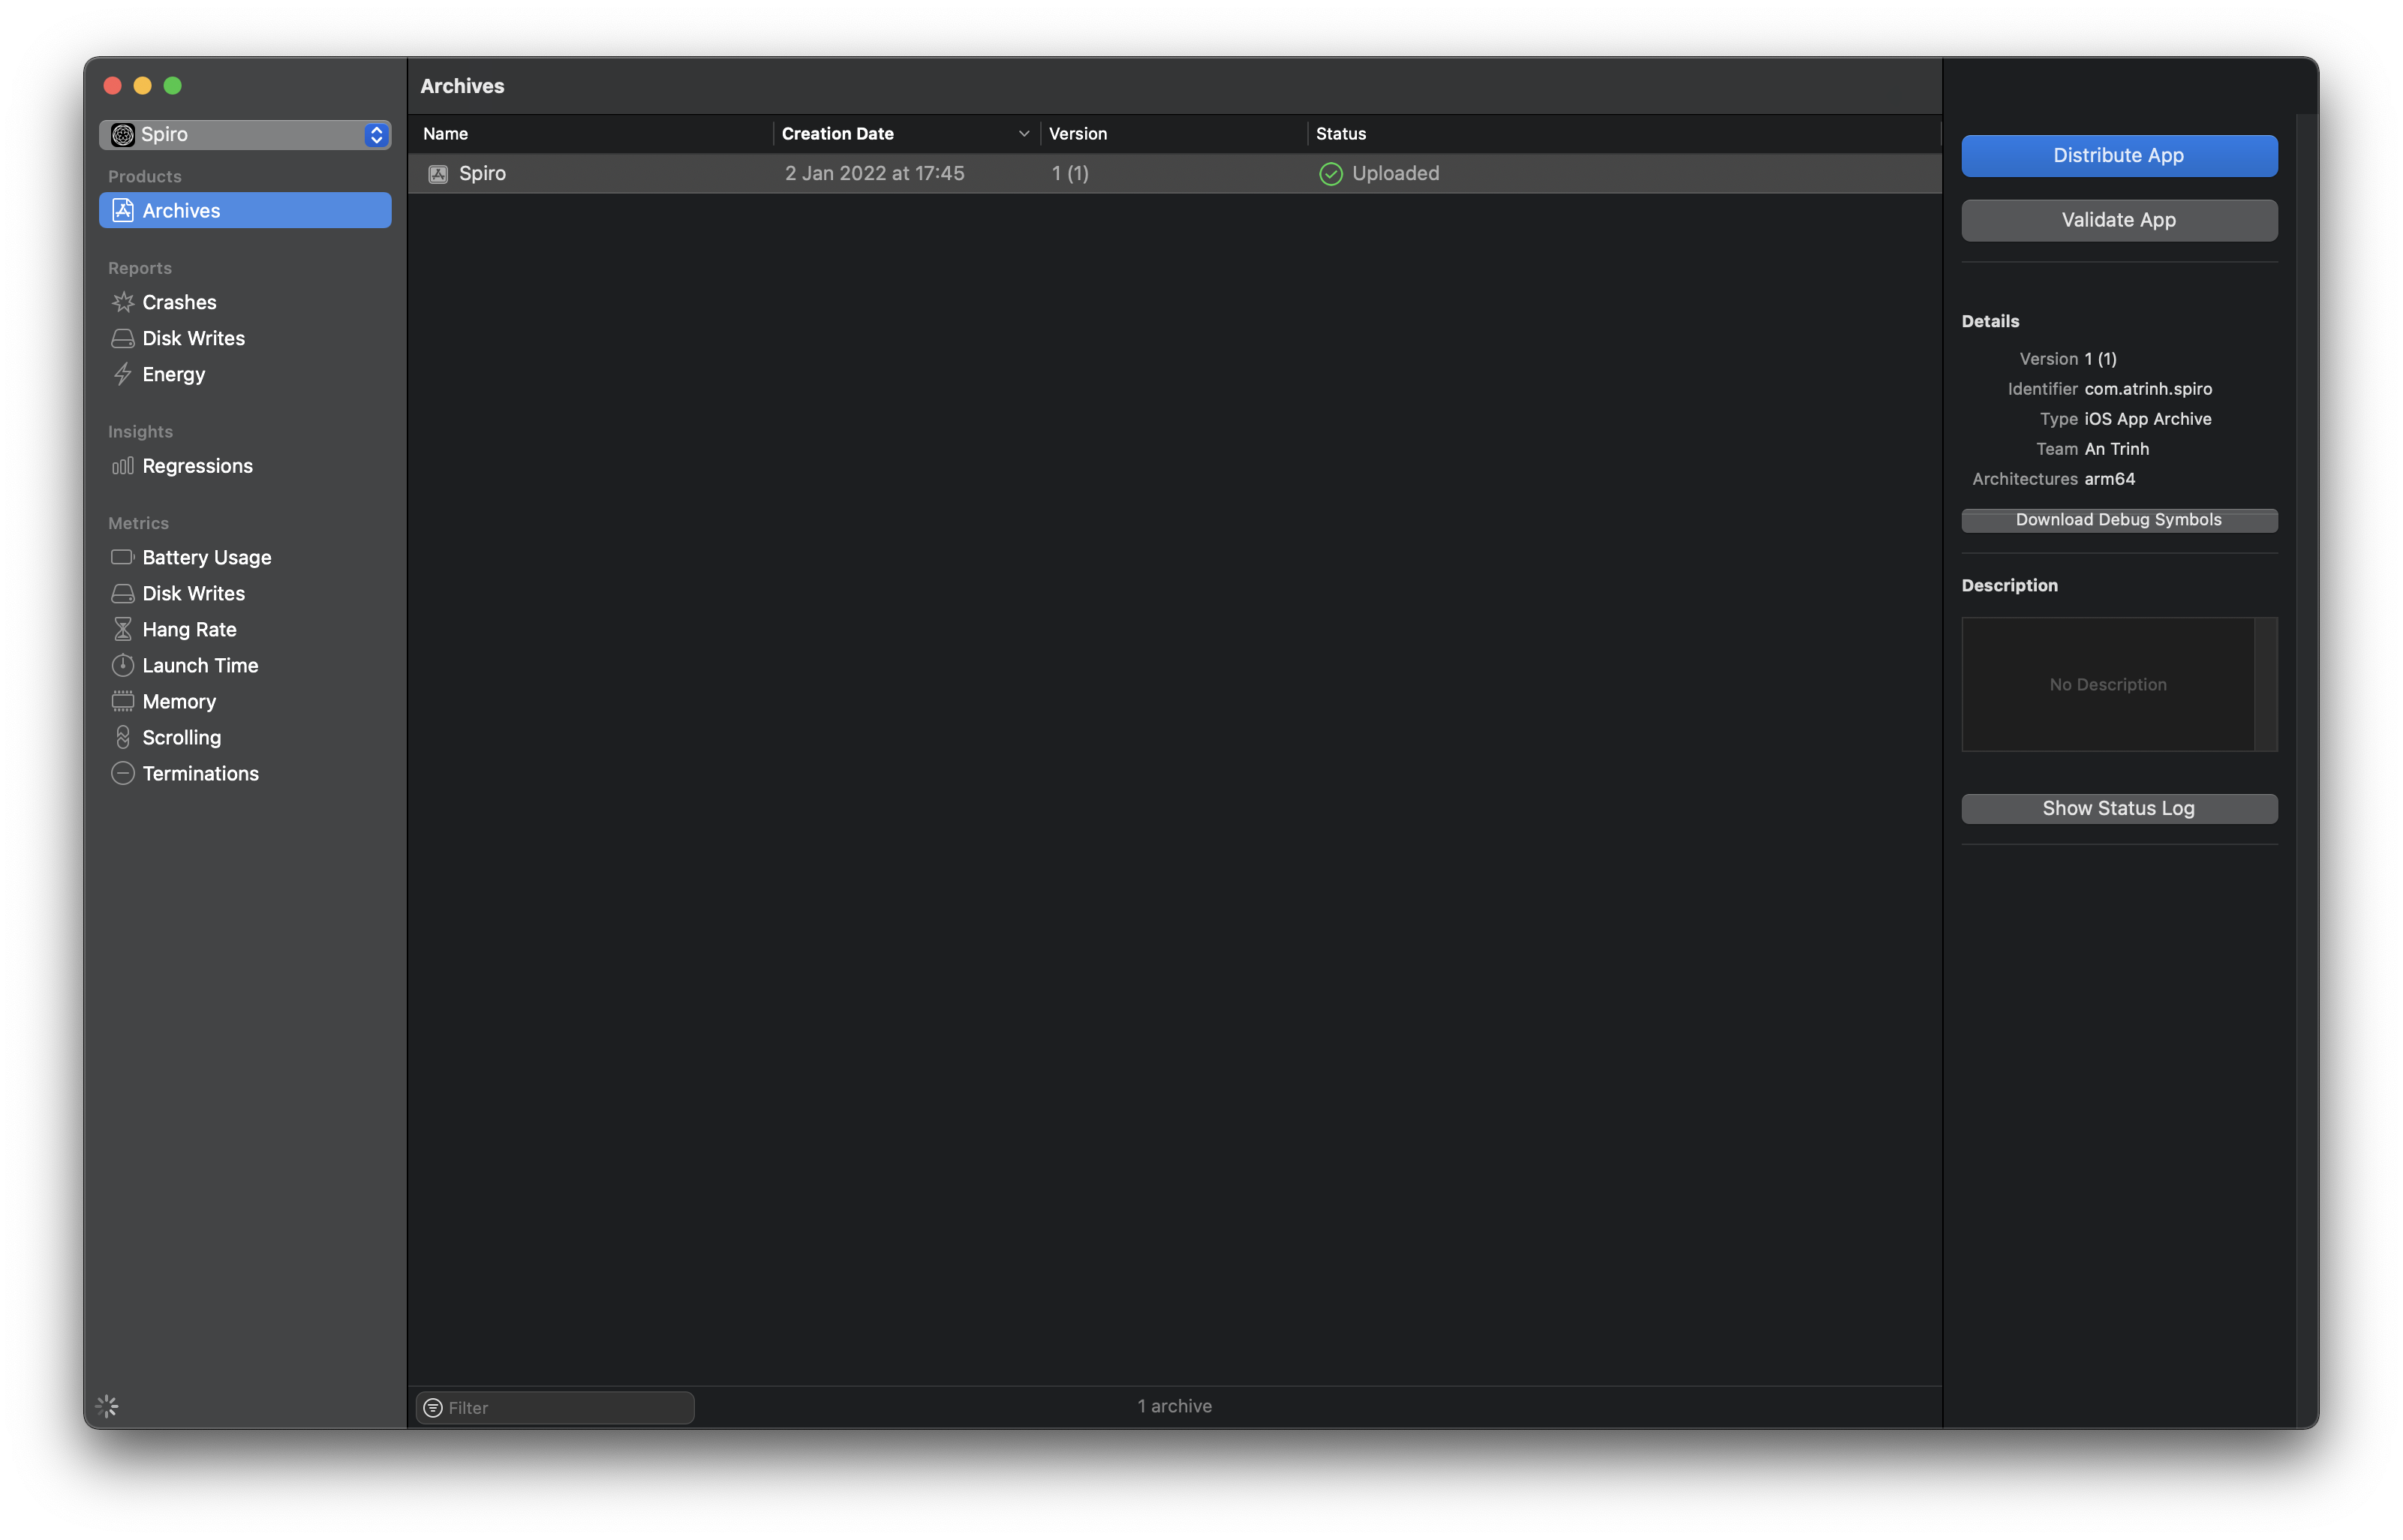 Spiro
Products
Archives
Reports
Crashes
Disk Writes
Energy
Insights
Regressions
Metrics
Battery Usage
Disk Writes
Hang Rate
Launch Time
Memory
Scrolling
Terminations
Archives
Name Creation Date Version Status
Spiro 2 Jan 2022 at 17:45 1 (1) Uploaded
Filter
1 archive
Distribute App
Validate App
Details
Version 1 (1)
Identifier com.atrinh.spiro
Type iOS App Archive
Team An Trinh
Architectures arm64
Download Debug Symbols
Description
No Description
Show Status Log